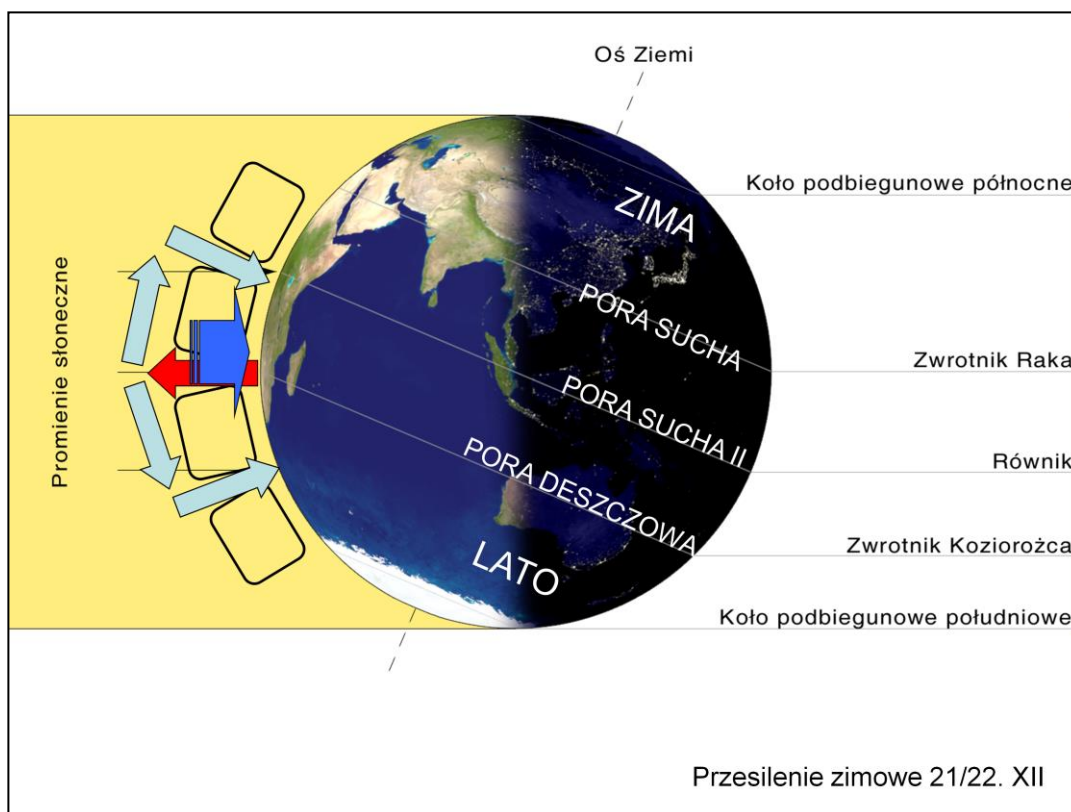 Oś Ziemi
Koło podbiegunowe północne
ZIMA
Promienie słoneczne
PORA SUCHA
Zwrotnik Raka
PORA SUCHA II
Równik
PORA DESZCZOWA
Zwrotnik Koziorożca
LATO
Koło podbiegunowe południowe
Przesilenie zimowe 21/22. XII